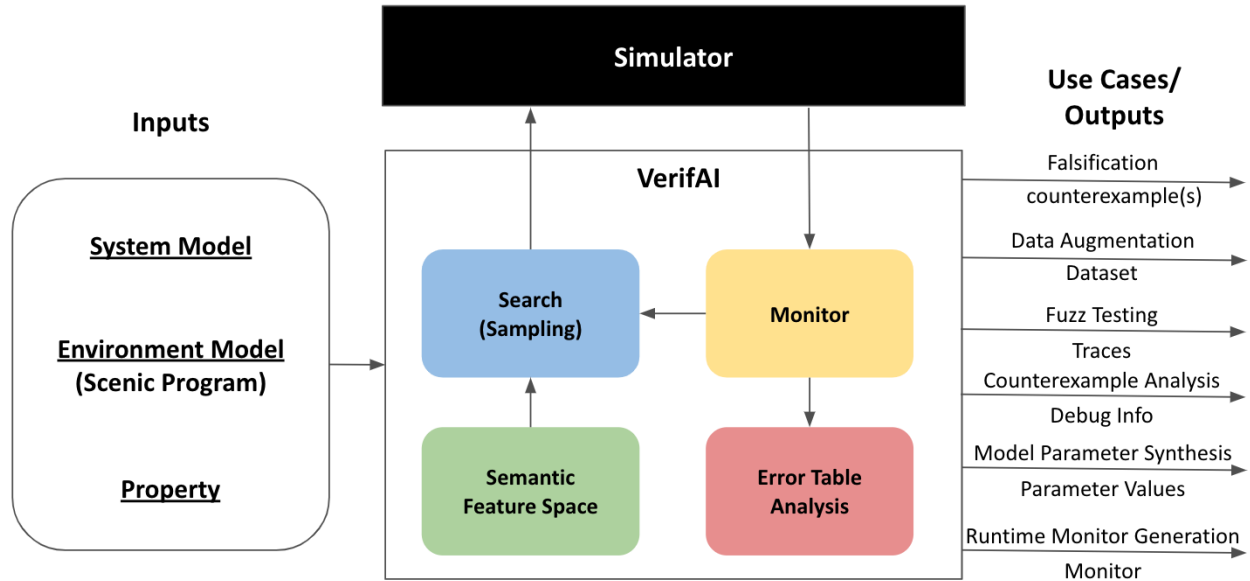 Simulator
Inputs
System Model
Environment Model
(Scenic Program)
Property
VerifAI
Search
(Sampling)
Monitor
Semantic
Feature Space
Error Table
Analysis
Use Cases/
Outputs
Falsification
counterexample(s)
Data Augmentation
Dataset
Fuzz Testing
Traces
Counterexample Analysis
Debug Info
Model Parameter Synthesis
Parameter Values
Runtime Monitor Generation
Monitor